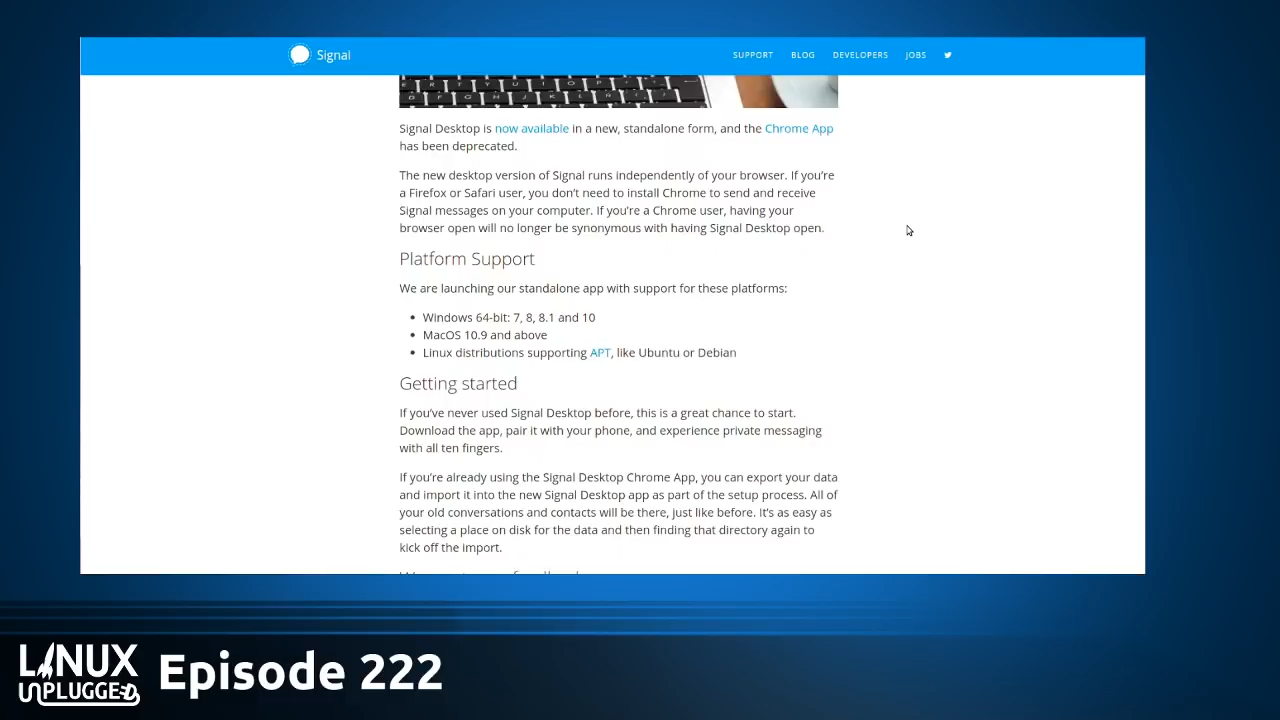 Signal
SUPPORT BLOG DEVELOPERS JOBS
Signal Desktop is now available in a new, standalone form, and the Chrome App
has been deprecated.
The new desktop version of Signal runs independently of your browser. If you're
a Firefox or Safari user, you don't need to install Chrome to send and receive
Signal messages on your computer. If you're a Chrome user, having your
browser open will no longer be synonymous with having Signal Desktop open.
Platform Support
We are launching our standalone app with support for these platforms:
• Windows 64-bit: 7, 8, 8.1 and 10
• MacOS 10.9 and above
• Linux distributions supporting APT, like Ubuntu or Debian
Getting started
If you've never used Signal Desktop before, this is a great chance to start.
Download the app, pair it with your phone, and experience private messaging
with all ten fingers.
If you're already using the Signal Desktop Chrome App, you can export your data
and import it into the new Signal Desktop app as part of the setup process. All of
your old conversations and contacts will be there, just like before. It's as easy as
selecting a place on disk for the data and then finding that directory again to
kick off the import.
LINUX
UNPLUGGED
Episode 222